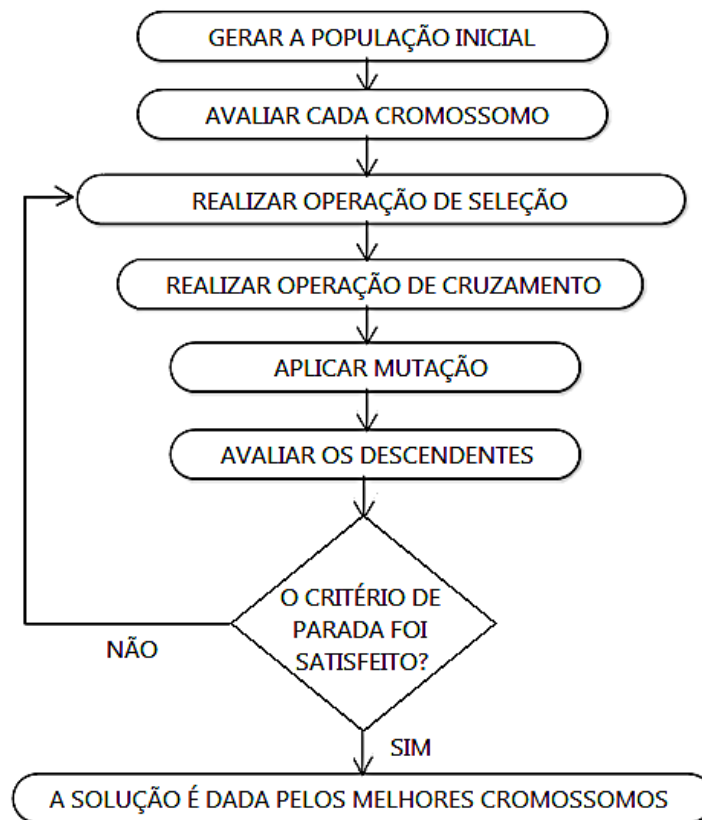 GERAR A POPULAÇÃO INICIAL
AVALIAR CADA CROMOSSOMO
REALIZAR OPERAÇÃO DE SELEÇÃO
REALIZAR OPERAÇÃO DE CRUZAMENTO
APLICAR MUTAÇÃO
AVALIAR OS DESCENDENTES
O CRITÉRIO DE
PARADA FOI
SATISFEITO?
NÃO
SIM
A SOLUÇÃO É DADA PELOS MELHORES CROMOSSOMOS